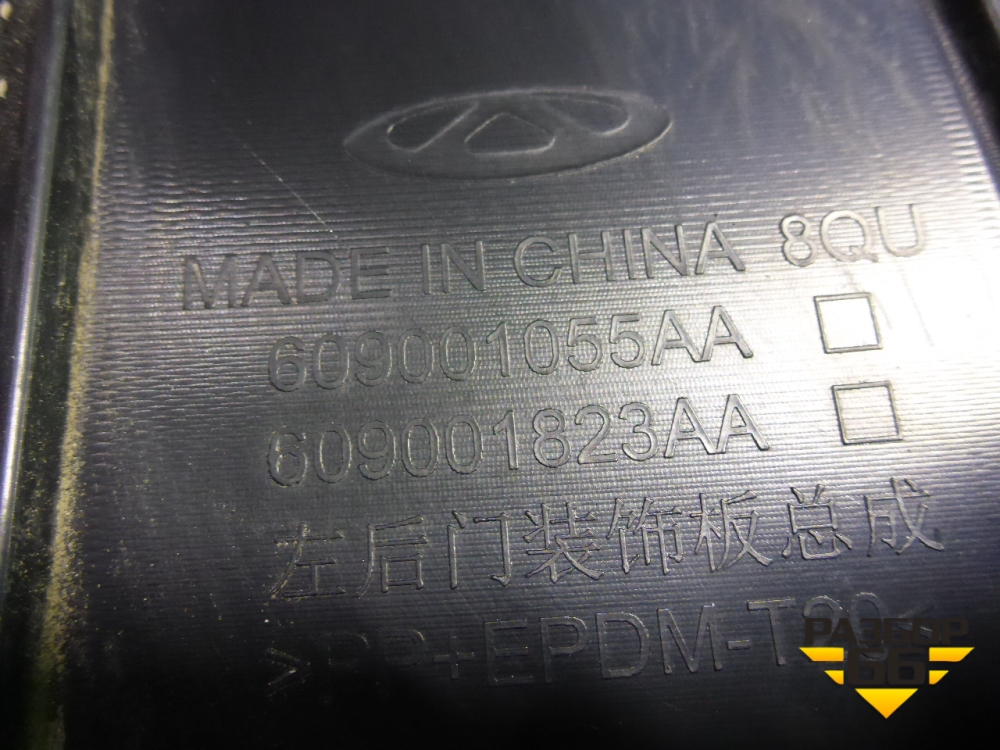 MADE IN CHINA 8QU
609001055AA
609001823AA
左后门装饰板总成
>PP+EPDM-T20<
РАЗБОР
66